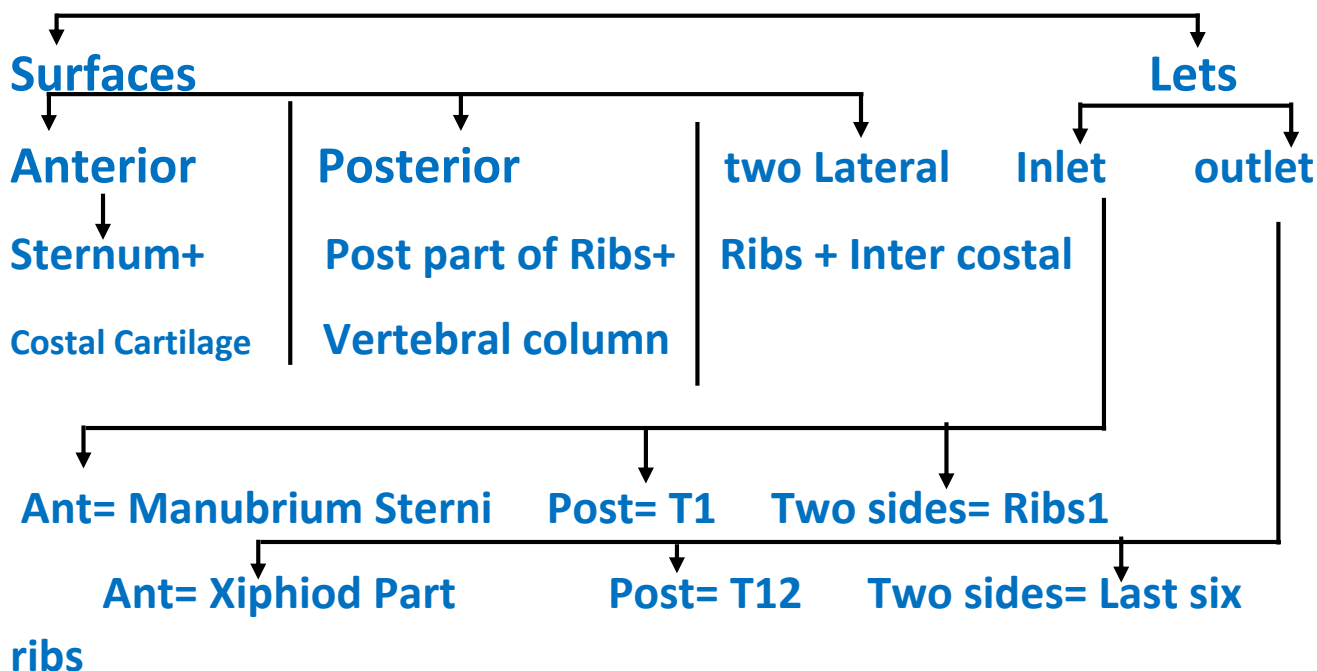 Surfaces Lets
Anterior Posterior two Lateral Inlet outlet
Sternum+ Post part of Ribs+ Ribs + Inter costal
Costal Cartilage Vertebral column
Ant= Manubrium Sterni Post= T1 Two sides= Ribs1
Ant= Xiphiod Part Post= T12 Two sides= Last six
ribs